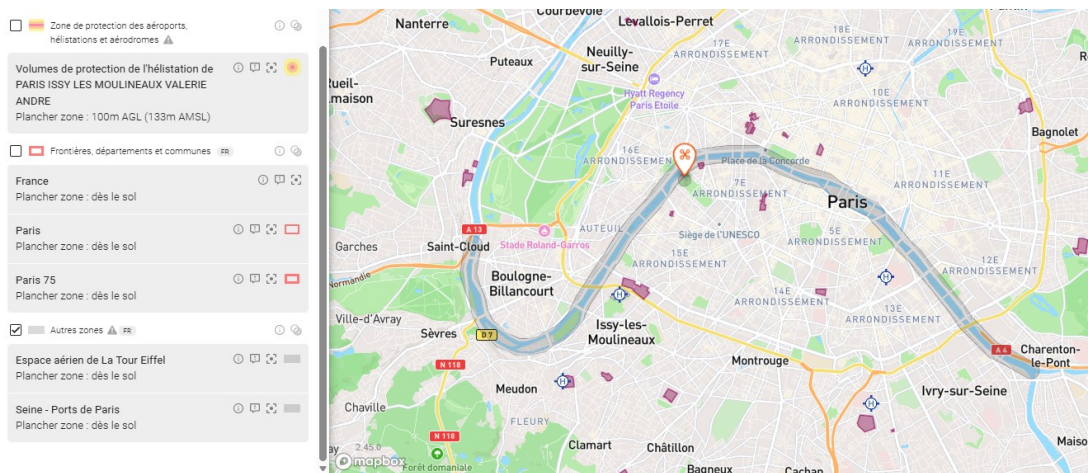 Zone de protection des aéroports,
hélistations et aérodromes
Volumes de protection de l'hélistation de
PARIS ISSY LES MOULINEAUX VALERIE
ANDRE
Plancher zone : 100m AGL (133m AMSL)
Frontières, départements et communes FR
France
Plancher zone : dès le sol
Paris
Plancher zone : dès le sol
Paris 75
Plancher zone : dès le sol
Autres zones FR
Espace aérien de La Tour Eiffel
Plancher zone : dès le sol
Seine - Ports de Paris
Plancher zone : dès le sol
Courbevoie
Nanterre
Levallois-Perret
17E
ARRONDISSEMENT
18E
ARRONDISSEMENT
19E
ARRONDISSEMENT
Puteaux
Neuilly-
sur-Seine
Hyatt Regency
Paris Etoile
10E
ARRONDISSEMENT
Suresnes
Bagnolet
16E
ARRONDISSEMENT
Place de la Concorde
11E
ARRONDISSEMENT
7E
ARRONDISSEMENT
Paris
AUTEUIL
Siège de l'UNESCO
5E
ARRONDISSEMENT
A 13
Stade Roland-Garros
Garches
Saint-Cloud
15E
ARRONDISSEMENT
12E
ARRONDISSEMENT
Normandie
Boulogne-
Billancourt
14E
ARRONDISSEMENT
13E
ARRONDISSEMENT
Ville-d'Avray
Sèvres
D 7
Issy-les-
Moulineaux
A 4
Charenton-
le-Pont
N 118
Montrouge
Meudon
Ivry-sur-Seine
Chaville
FLEURY
N 118
Clamart
Châtillon
2.45.0
mapbox
Forêt domaniale
Bagneux
Cachan